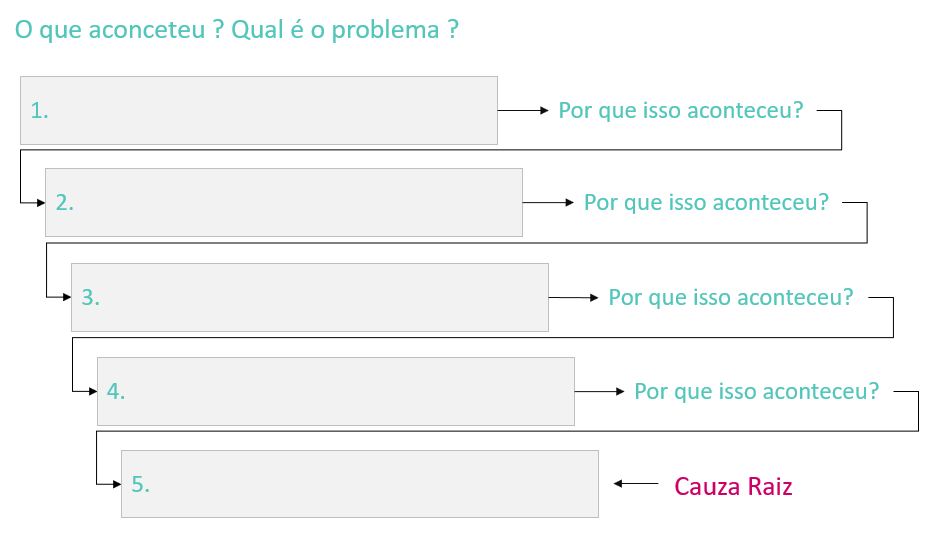 O que aconceteu ? Qual é o problema ?
1.
Por que isso aconteceu?
2.
Por que isso aconteceu?
3.
Por que isso aconteceu?
4.
Por que isso aconteceu?
5.
Cauza Raiz